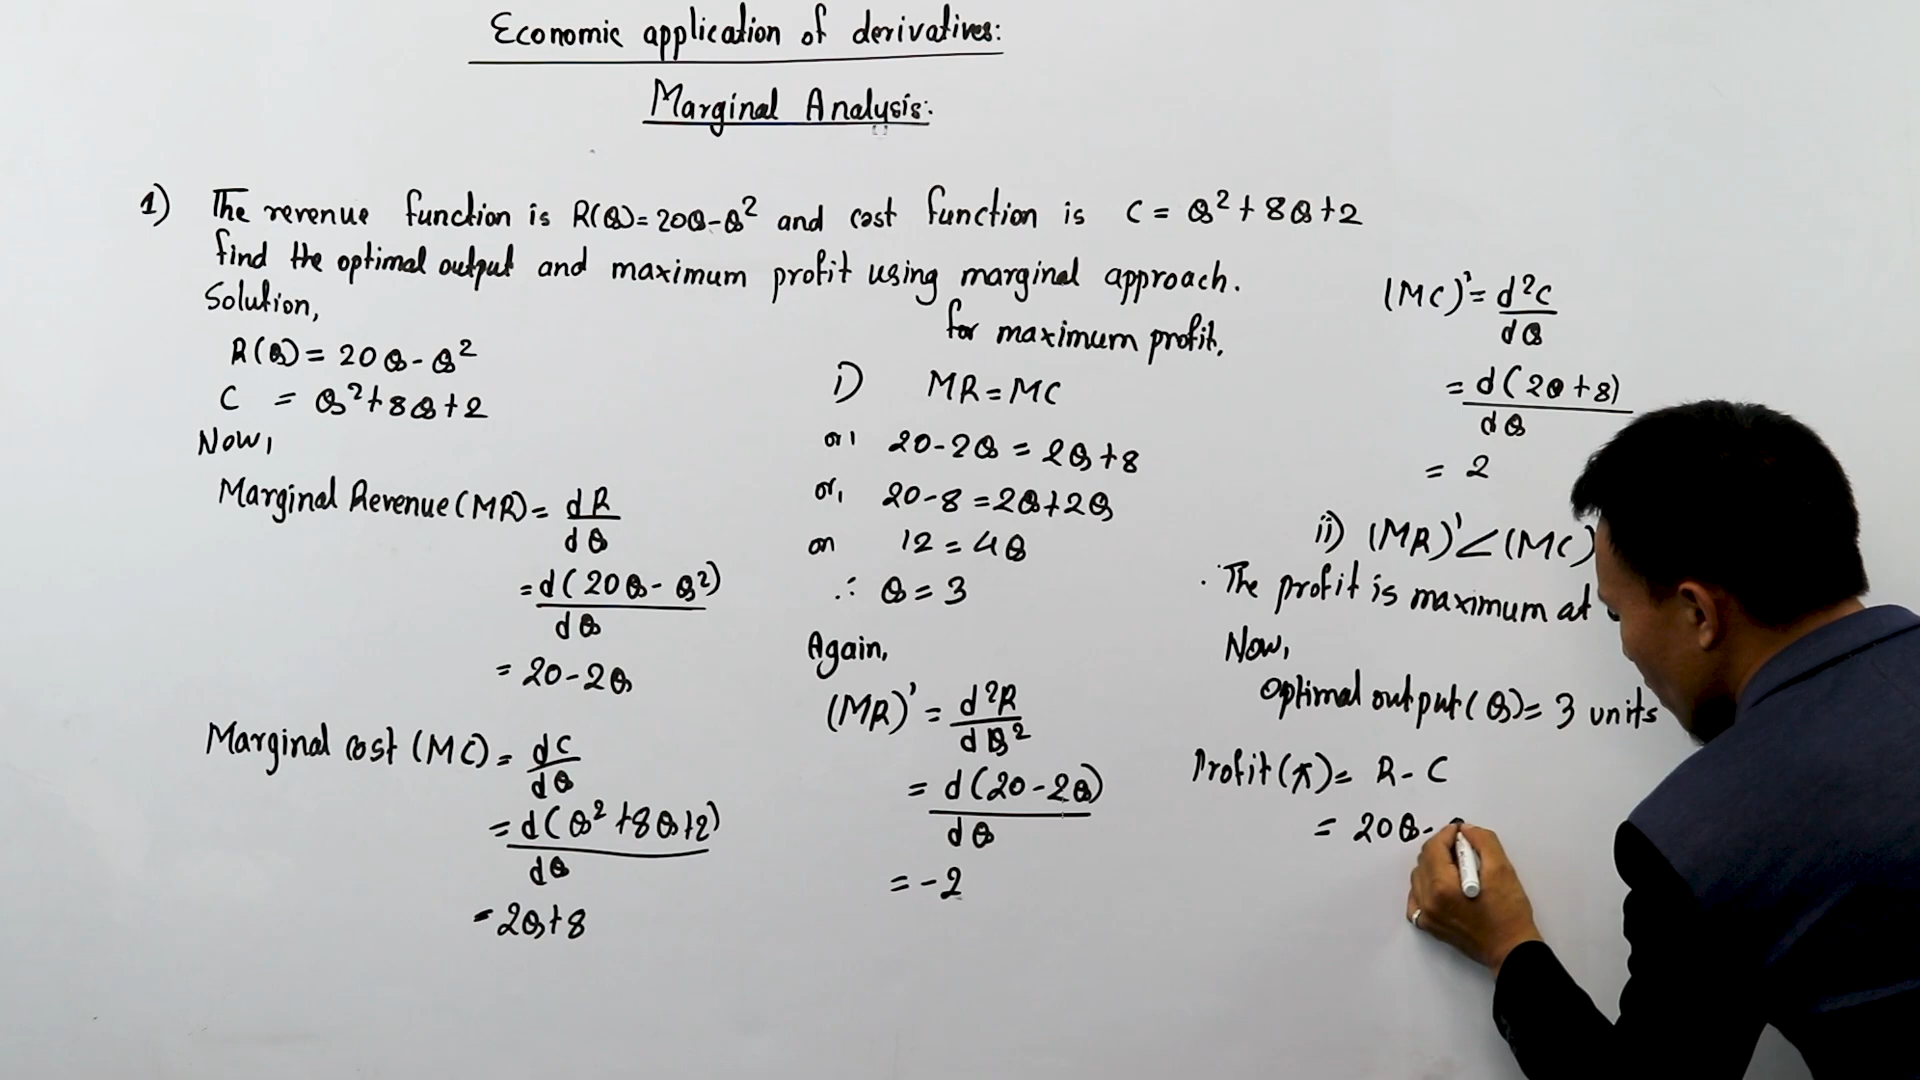 Economic application of derivatives:
Marginal Analysis:
1) The revenue function is R(Q)=20Q-Q² and cost function is C = Q²+8Q+2
find the optimal output and maximum profit using marginal approach.
Solution,
R(Q)= 20Q-Q²
C = Q²+8Q+2
Now,
Marginal Revenue (MR)= dR
dQ
= d(20Q-Q²)
dQ
= 20-2Q
Marginal cost (MC)= dC
dQ
= d(Q²+8Q+2)
dQ
= 2Q+8
for maximum profit,
i) MR=MC
or, 20-2Q = 2Q+8
or, 20-8=2Q+2Q
or 12=4Q
∴ Q=3
Again,
(MR)' = d²R
dQ²
= d(20-2Q)
dQ
= -2
(MC)'= d²C
dQ
= d(2Q+8)
dQ
= 2
ii) (MR)'<(MC)
The profit is maximum at
Now,
Optimal output(Q)= 3 units
Profit(π)= R-C
= 20Q-